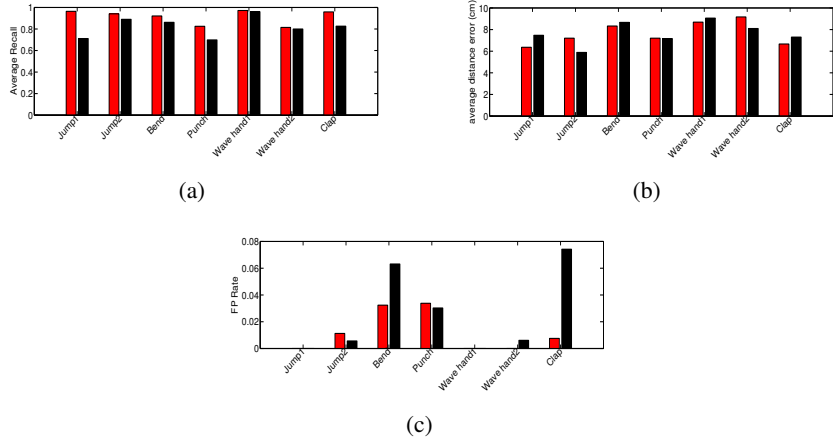 1
0.8
0.6
0.4
0.2
0
Average Recall
Jump1
Jump2
Bend
Punch
Wave hand1
Wave hand2
Clap
(a)
10
8
6
4
2
0
average distance error (cm)
Jump1
Jump2
Bend
Punch
Wave hand1
Wave hand2
Clap
(b)
0.08
0.06
0.04
0.02
0
FP Rate
Jump1
Jump2
Bend
Punch
Wave hand1
Wave hand2
Clap
(c)